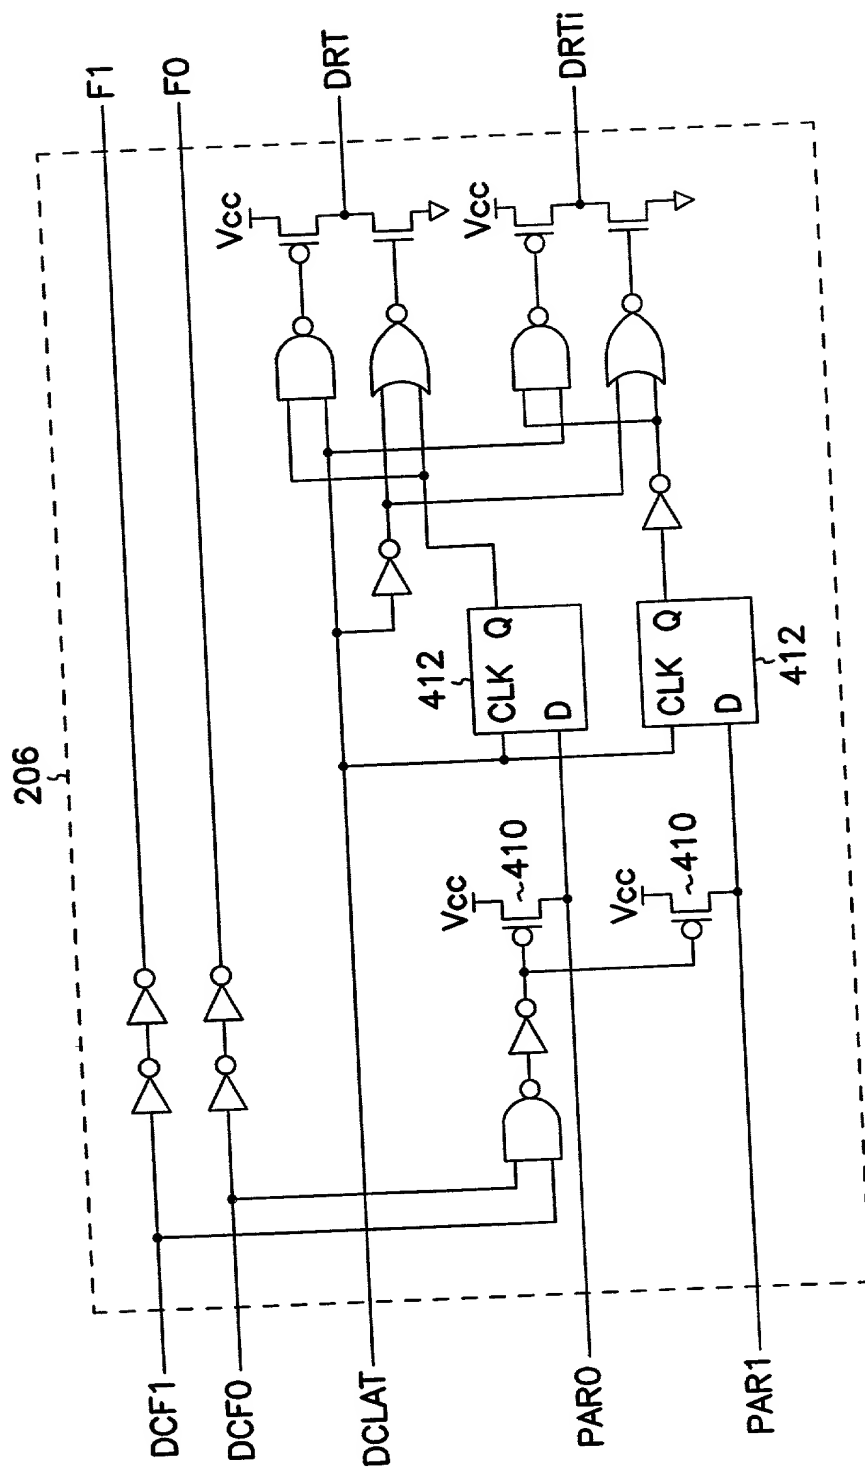 206
F1
F0
DRT
DRTi
DCF1
DCF0
DCLAT
PAR0
PAR1
Vcc
Vcc
Vcc
~410
Vcc
~410
412
CLK Q
D
412
CLK Q
D